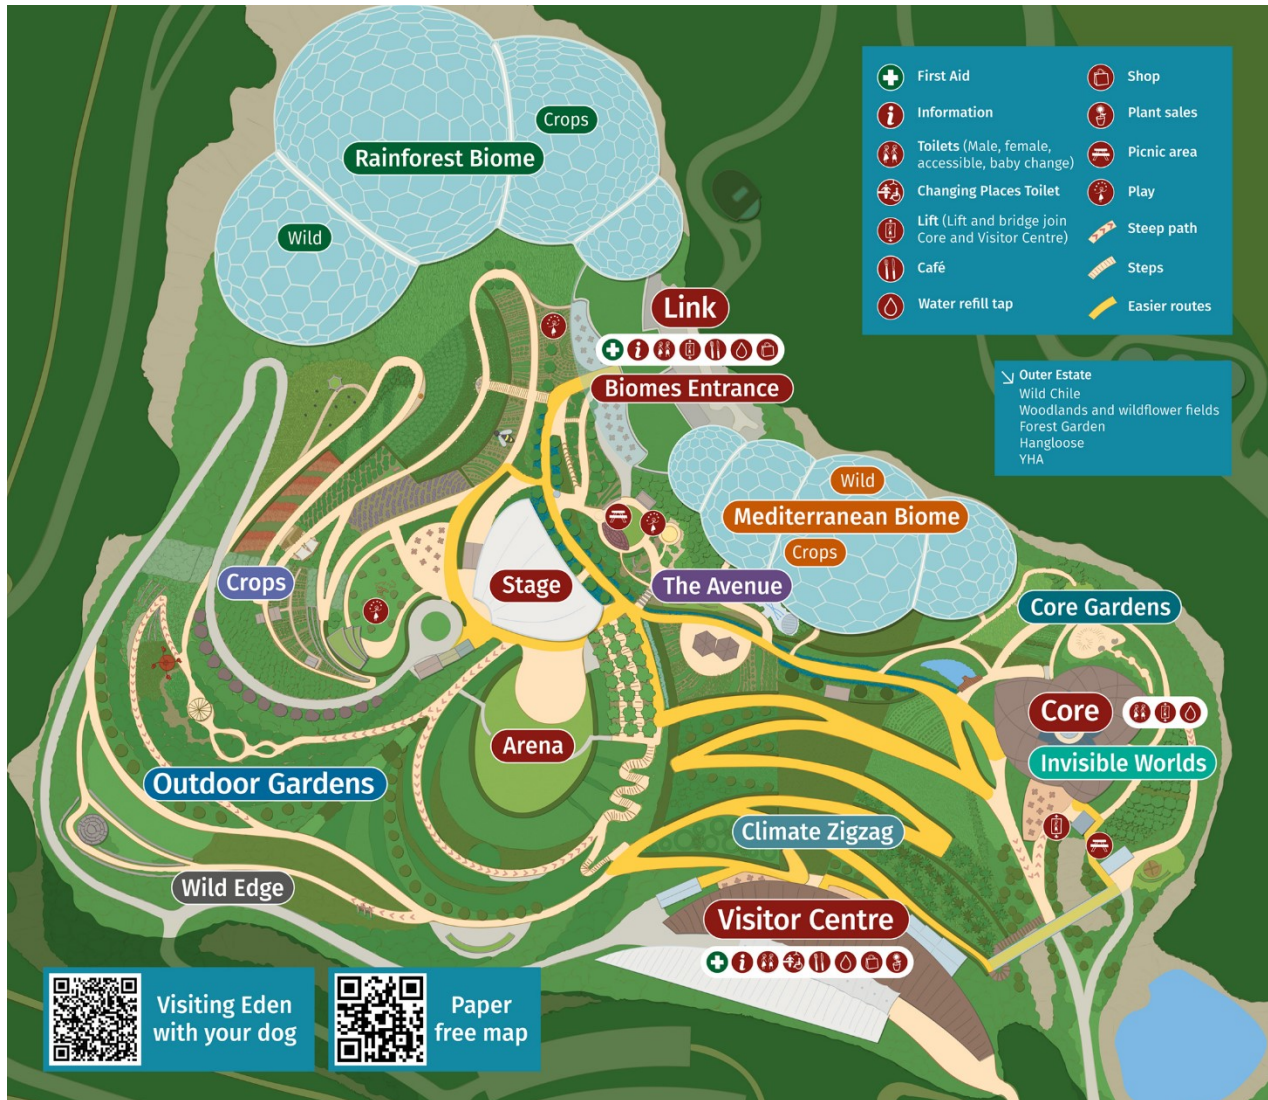 Crops
Rainforest Biome
Wild
First Aid
Information
Toilets (Male, female,
accessible, baby change)
Changing Places Toilet
Lift (Lift and bridge join
Core and Visitor Centre)
Café
Water refill tap
Shop
Plant sales
Picnic area
Play
Steep path
Steps
Easier routes
Link
Biomes Entrance
Outer Estate
Wild Chile
Woodlands and wildflower fields
Forest Garden
Hangloose
YHA
Wild
Mediterranean Biome
Crops
Crops
Stage
The Avenue
Core Gardens
Core
Arena
Invisible Worlds
Outdoor Gardens
Climate Zigzag
Wild Edge
Visitor Centre
Visiting Eden
with your dog
Paper
free map